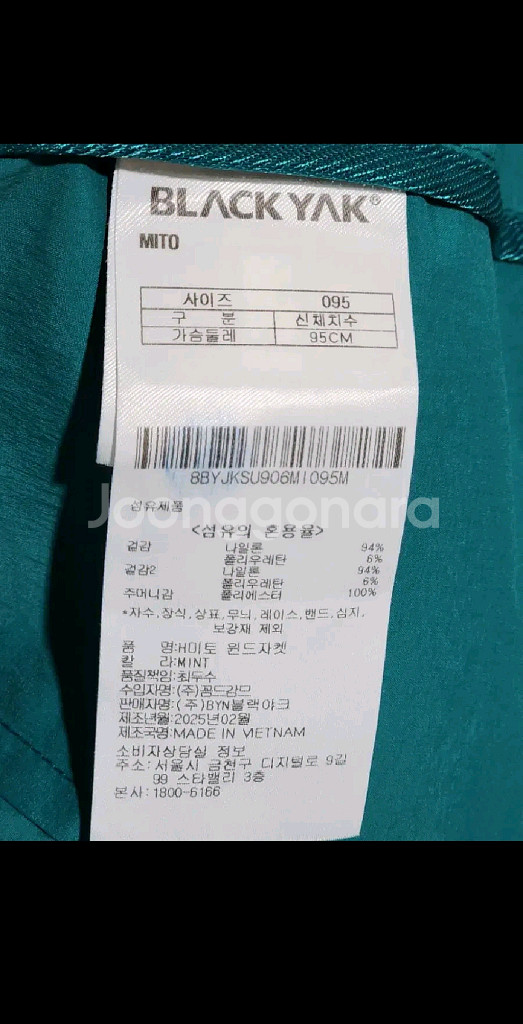 BLACKYAK®
MITO
사이즈 095
구 분 신체치수
가슴둘레 95CM
8BYJKSU906MI095M
섬유제품
Joonggonara
<섬유의 혼용율>
겉감 나일론 94%
폴리우레탄 6%
겉감2 나일론 94%
폴리우레탄 6%
주머니감 폴리에스터 100%
*자수,장식,상표,무늬,레이스,밴드,심지,
보강재 제외
품 명:H미토 윈드자켓
칼 라:MINT
품질책임:최두수
수입자명:(주)콤드감므
판매자명:(주)BYN블랙야크
제조년월:2025년02월
제조국명:MADE IN VIETNAM
소비자상담실 정보
주소:서울시 금천구 디지털로 9길
99 스타밸리 3층
본사:1800-6166